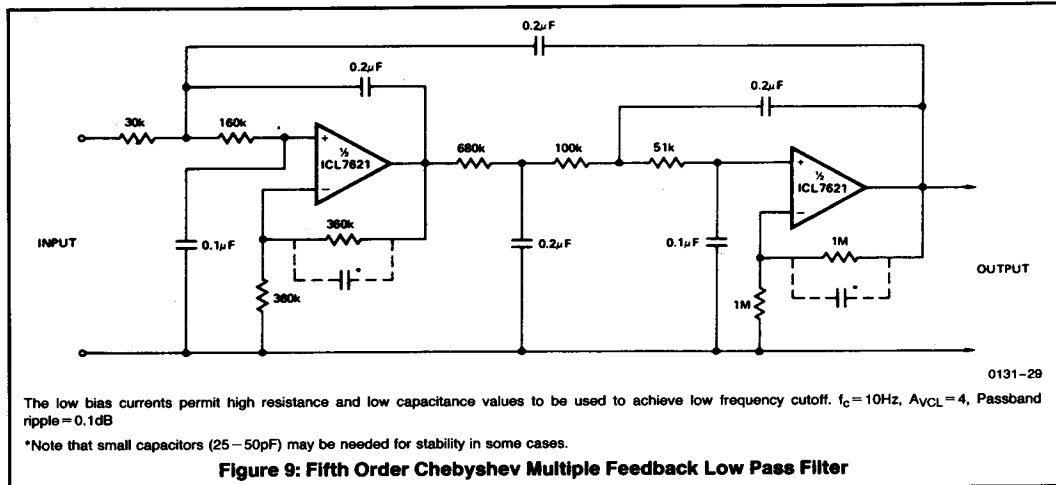 0.2μF
0.2μF
0.2μF
30k
160k
+
½
ICL7621
−
680k
100k
51k
+
½
ICL7621
−
INPUT
0.1μF
360k
*
0.2μF
0.1μF
1M
*
OUTPUT
360k
1M
0131–29
The low bias currents permit high resistance and low capacitance values to be used to achieve low frequency cutoff. fc = 10Hz, AVCL = 4, Passband
ripple = 0.1dB
*Note that small capacitors (25 – 50pF) may be needed for stability in some cases.
Figure 9: Fifth Order Chebyshev Multiple Feedback Low Pass Filter